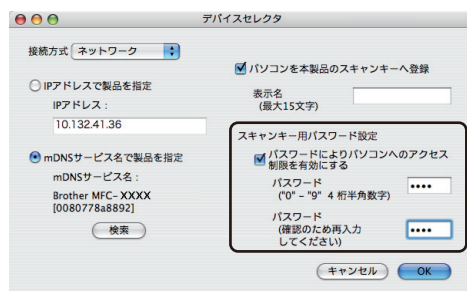 デバイスセレクタ
接続方式 ネットワーク
IPアドレスで製品を指定
IPアドレス：
10.132.41.36
mDNSサービス名で製品を指定
mDNSサービス名：
Brother MFC-XXXX
[0080778a8892]
検索
パソコンを本製品のスキャンキーへ登録
表示名
(最大15文字)
スキャンキー用パスワード設定
パスワードによりパソコンへのアクセス
制限を有効にする
パスワード
("0" – "9" 4 桁半角数字)
••••
パスワード
(確認のため再入力
してください)
••••
キャンセル OK